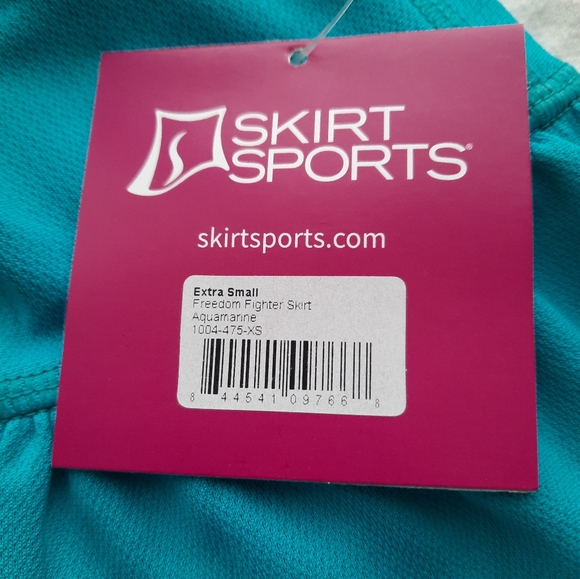 SKIRT
SPORTS®
skirtsports.com
Extra Small
Freedom Fighter Skirt
Aquamarine
1004-475-XS
8 44541 09766 8